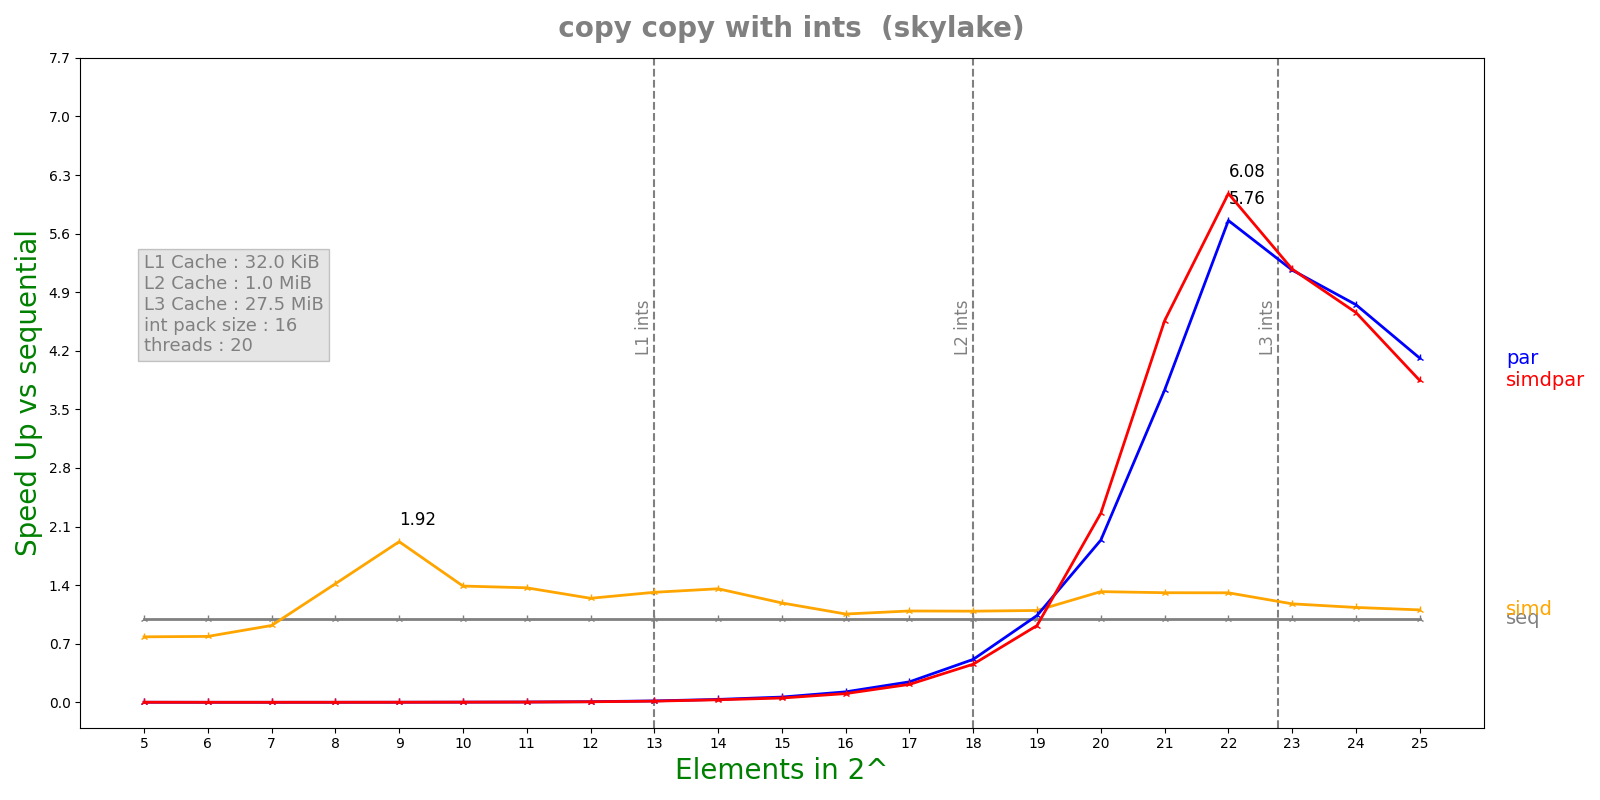 copy copy with ints  (skylake)
Speed Up vs sequential
7.7
7.0
6.3
5.6
4.9
4.2
3.5
2.8
2.1
1.4
0.7
0.0
L1 Cache : 32.0 KiB
L2 Cache : 1.0 MiB
L3 Cache : 27.5 MiB
int pack size : 16
threads : 20
1.92
L1 ints
L2 ints
L3 ints
6.08
5.76
par
simdpar
simd
seq
5 6 7 8 9 10 11 12 13 14 15 16 17 18 19 20 21 22 23 24 25
Elements in 2^